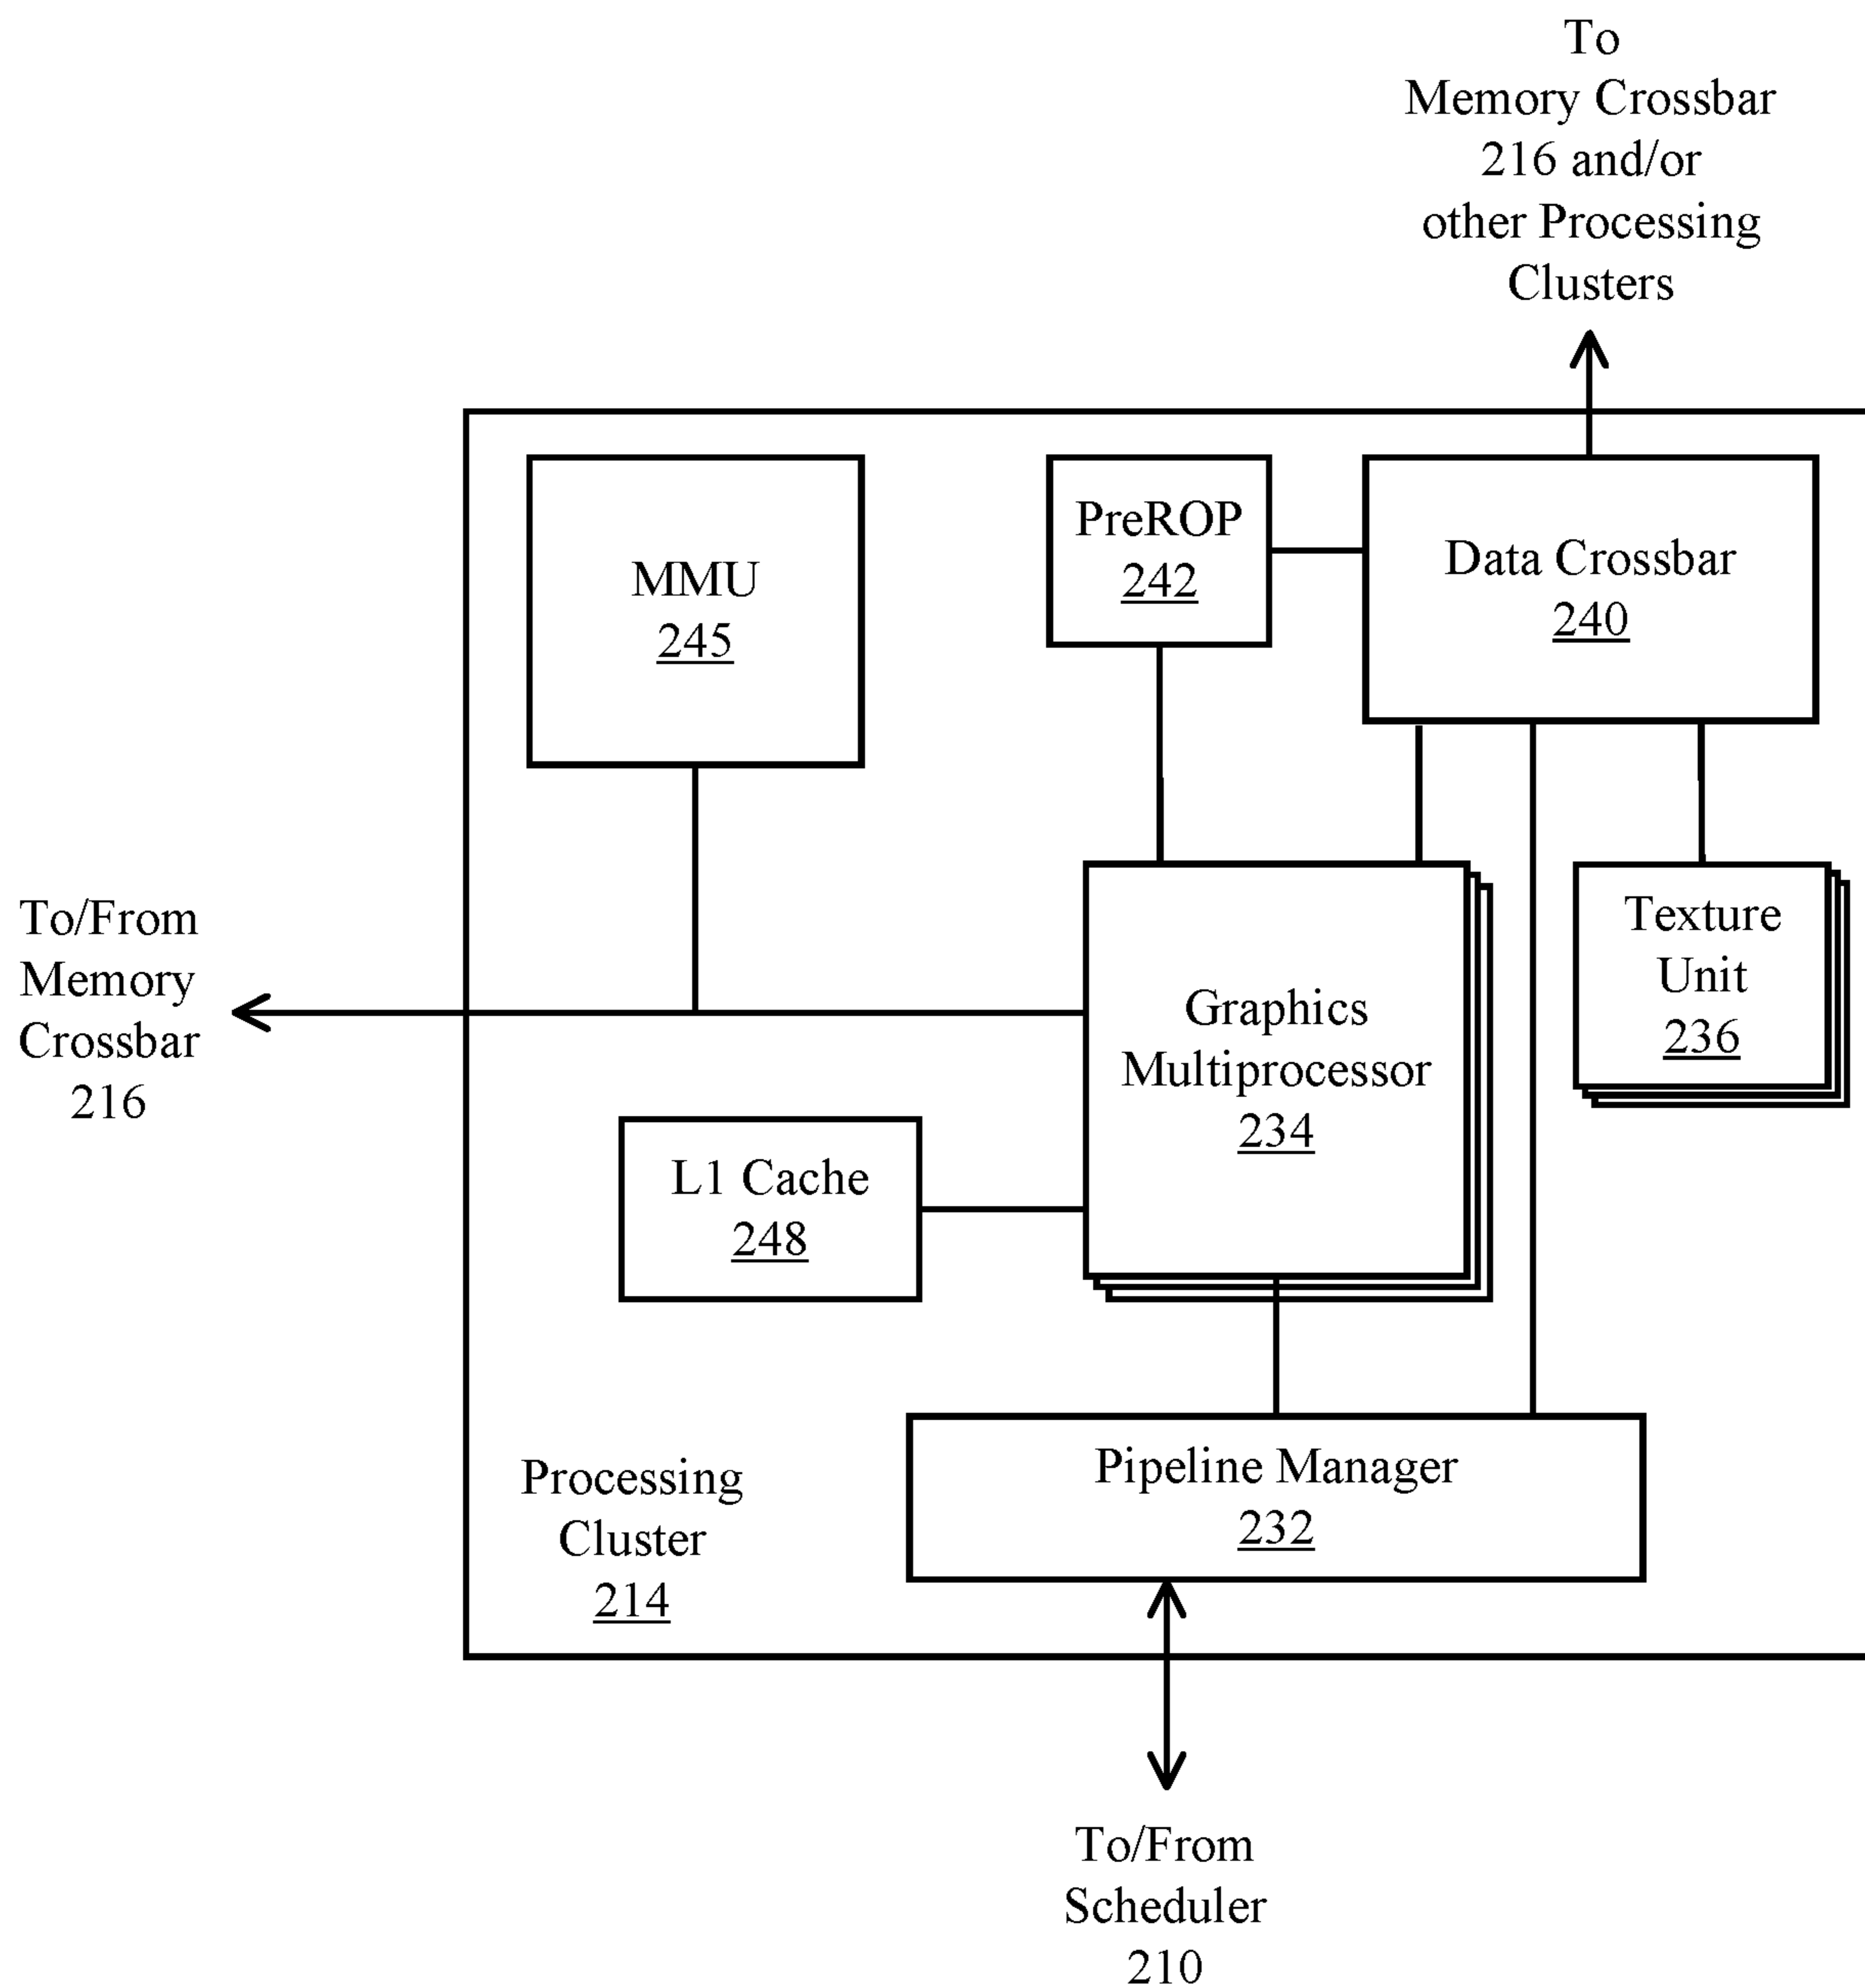 To
Memory Crossbar
216 and/or
other Processing
Clusters
MMU
245
PreROP
242
Data Crossbar
240
To/From
Memory
Crossbar
216
Graphics
Multiprocessor
234
Texture
Unit
236
L1 Cache
248
Pipeline Manager
232
Processing
Cluster
214
To/From
Scheduler
210